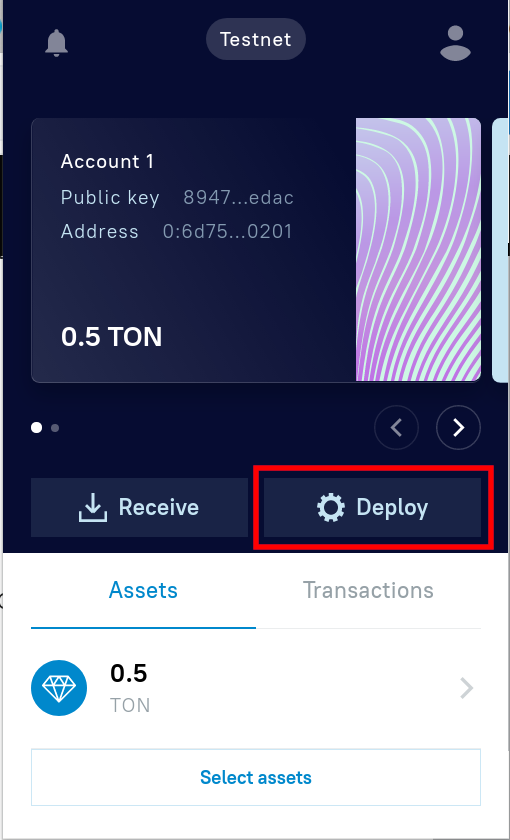 Testnet
Account 1
Public key 8947...edac
Address 0:6d75...0201
0.5 TON
Receive
Deploy
Assets
Transactions
0.5
TON
Select assets